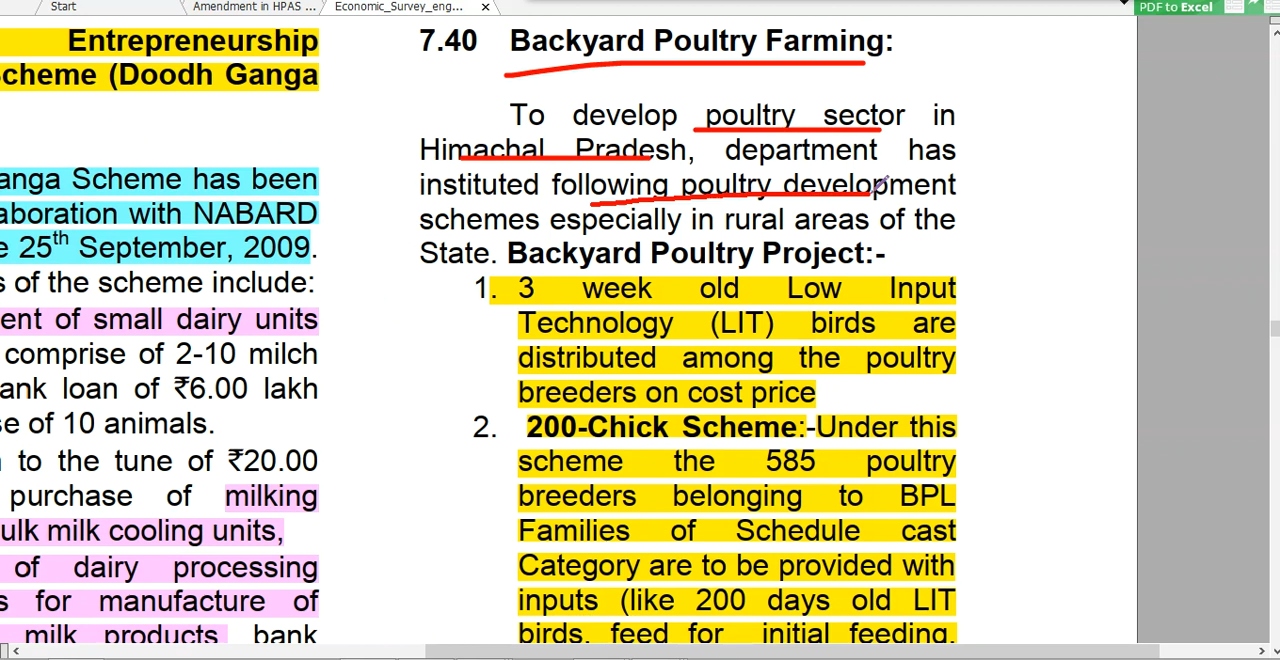 Start
Amendment in HPAS ...
Economic_Survey_eng...
PDF to Excel
Entrepreneurship
Scheme (Doodh Ganga
Ganga Scheme has been
with NABARD
25th September, 2009.
of the scheme include:
of small dairy units
comprise of 2-10 milch
loan of ₹6.00 lakh
of 10 animals.
to the tune of ₹20.00
purchase of milking
milk cooling units,
of dairy processing
for manufacture of
milk products bank
7.40 Backyard Poultry Farming:
To develop poultry sector in
Himachal Pradesh, department has
instituted following poultry development
schemes especially in rural areas of the
State. Backyard Poultry Project:-
1. 3 week old Low Input
Technology (LIT) birds are
distributed among the poultry
breeders on cost price
2. 200-Chick Scheme:-Under this
scheme the 585 poultry
breeders belonging to BPL
Families of Schedule cast
Category are to be provided with
inputs (like 200 days old LIT
birds, feed for initial feeding,